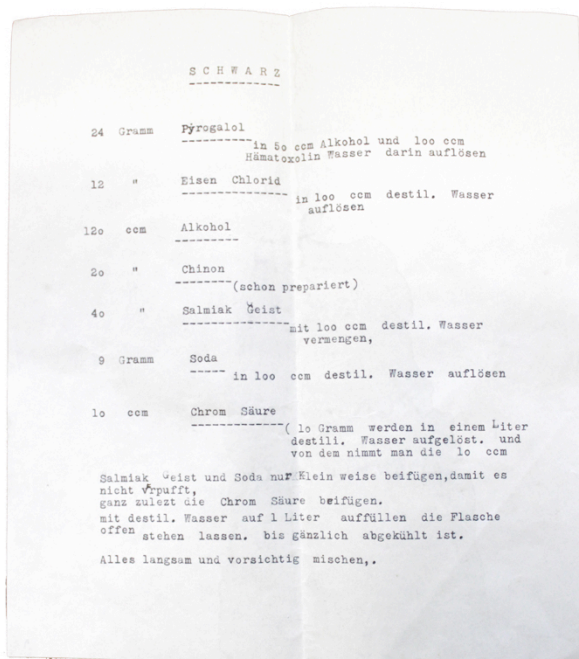 S C H W A R Z
24 Gramm Pyrogalol
in 5o ccm Alkohol und loo ccm
Hämatoxolin Wasser darin auflösen
12 " Eisen Chlorid
in loo ccm destil. Wasser
auflösen
12o ccm Alkohol
2o " Chinon
(schon prepariert)
4o " Salmiak Geist
mit loo ccm destil. Wasser
vermengen,
9 Gramm Soda
in loo ccm destil. Wasser auflösen
lo ccm Chrom Säure
( lo Gramm werden in einem Liter
destili. Wasser aufgelöst. und
von dem nimmt man die lo ccm
Salmiak Geist und Soda nur Klein weise beifügen,damit es
nicht vrpufft,
ganz zulezt die Chrom Säure beifügen.
mit destil. Wasser auf l Liter auffüllen die Flasche
offen stehen lassen. bis gänzlich abgekühlt ist.
Alles langsam und vorsichtig mischen,.